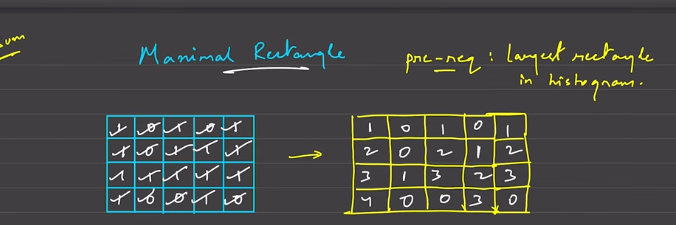 sum
Maximal Rectangle
pre-req : largest rectangle
in histogram.
1 0 1 0 1
1 0 1 1 1
1 1 1 1 1
1 0 0 1 0
→
1 0 1 0 1
2 0 2 1 2
3 1 3 2 3
4 0 0 3 0